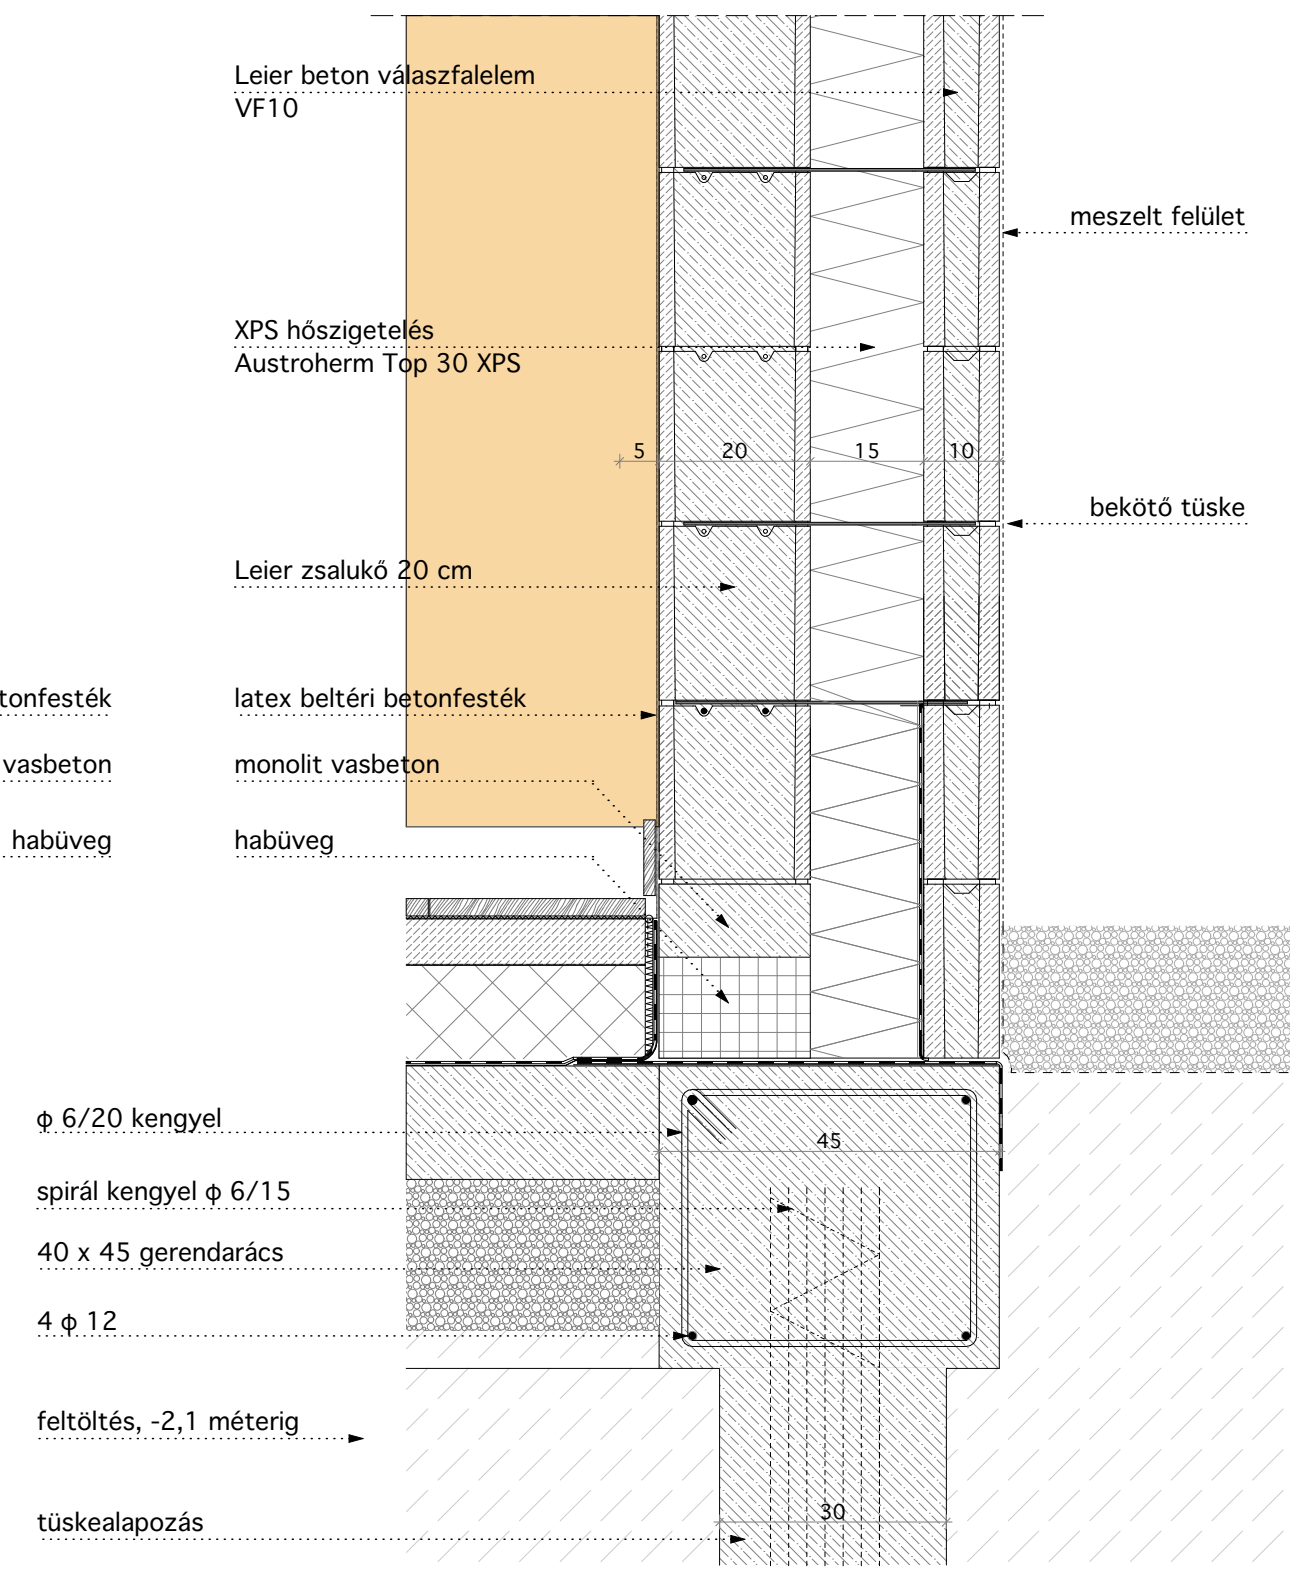 Leier beton válaszfalelem
VF10
meszelt felület
XPS hőszigetelés
Austroherm Top 30 XPS
5 20 15 10
bekötő tüske
Leier zsalukő 20 cm
tonfesték
latex beltéri betonfesték
vasbeton
monolit vasbeton
habüveg
habüveg
ф 6/20 kengyel
45
spirál kengyel ф 6/15
40 x 45 gerendarács
4 ф 12
feltöltés, -2,1 méterig
30
tüskealapozás